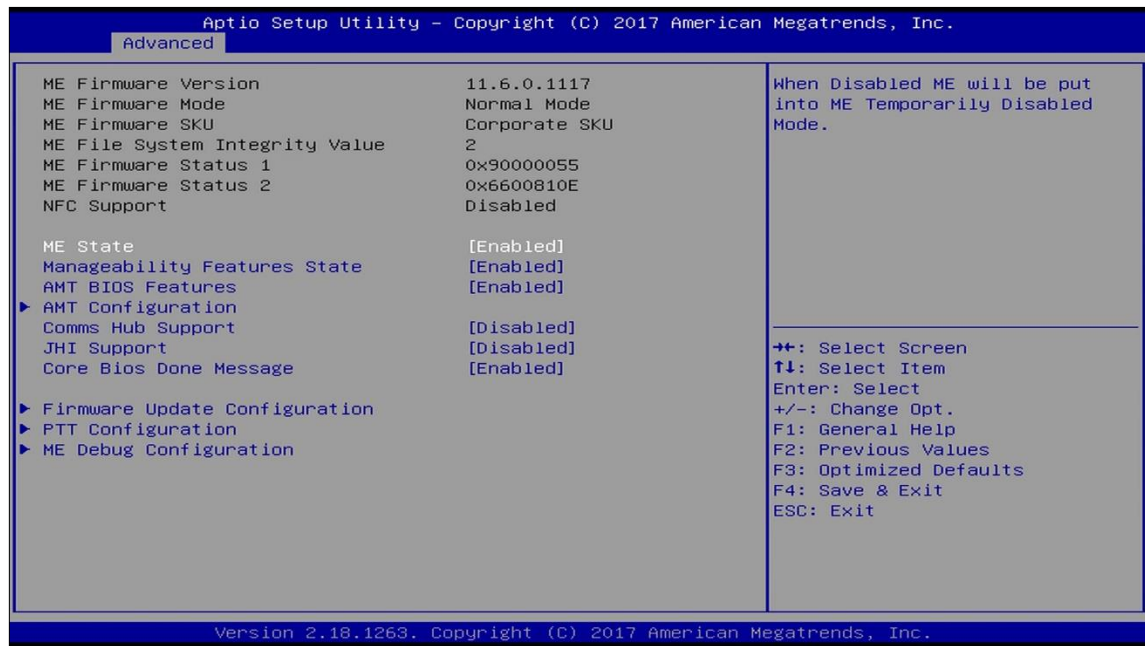 Aptio Setup Utility – Copyright (C) 2017 American Megatrends, Inc.
Advanced
ME Firmware Version 11.6.0.1117
ME Firmware Mode Normal Mode
ME Firmware SKU Corporate SKU
ME File System Integrity Value 2
ME Firmware Status 1 0x90000055
ME Firmware Status 2 0x6600810E
NFC Support Disabled
ME State [Enabled]
Manageability Features State [Enabled]
AMT BIOS Features [Enabled]
► AMT Configuration
Comms Hub Support [Disabled]
JHI Support [Disabled]
Core Bios Done Message [Enabled]
► Firmware Update Configuration
► PTT Configuration
► ME Debug Configuration
When Disabled ME will be put
into ME Temporarily Disabled
Mode.
→←: Select Screen
↑↓: Select Item
Enter: Select
+/-: Change Opt.
F1: General Help
F2: Previous Values
F3: Optimized Defaults
F4: Save & Exit
ESC: Exit
Version 2.18.1263. Copyright (C) 2017 American Megatrends, Inc.